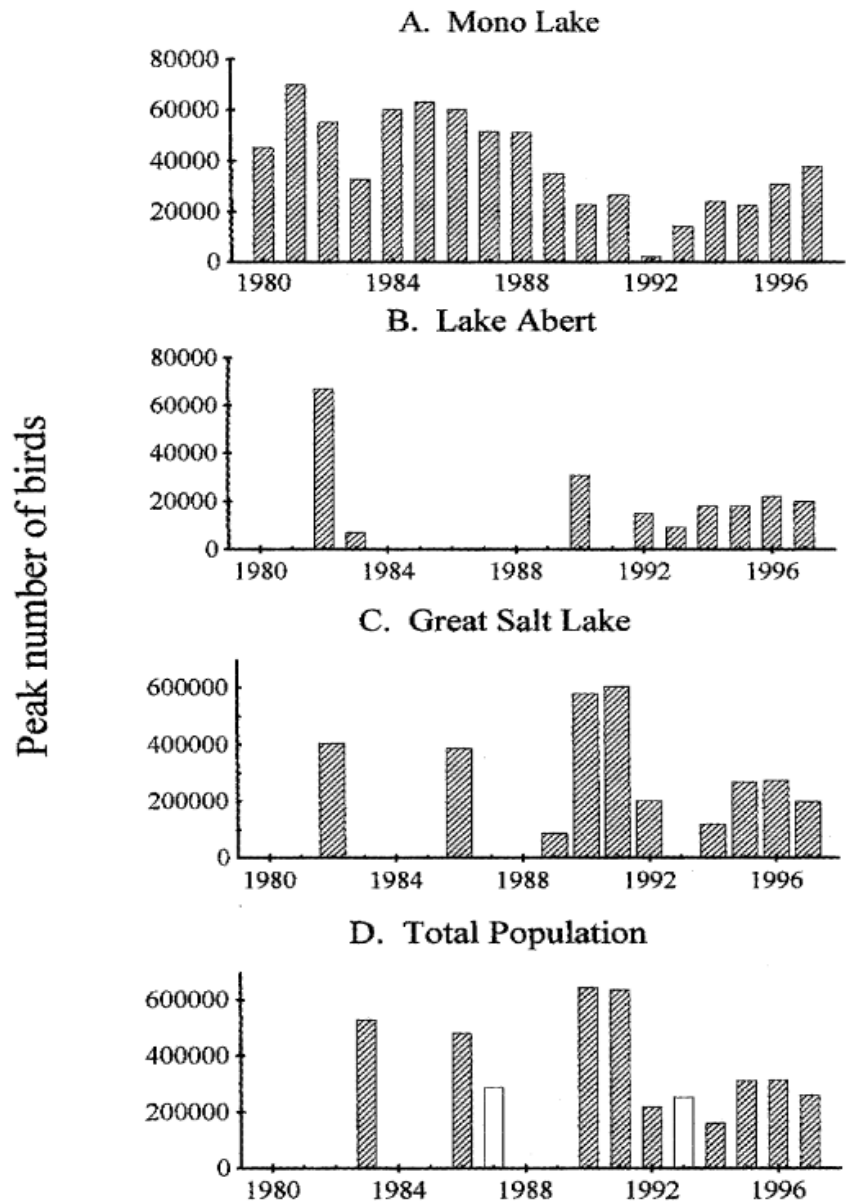 A. Mono Lake
80000
60000
40000
20000
0
1980 1984 1988 1992 1996
B. Lake Abert
80000
60000
40000
20000
0
1980 1984 1988 1992 1996
C. Great Salt Lake
600000
400000
200000
0
1980 1984 1988 1992 1996
D. Total Population
600000
400000
200000
0
1980 1984 1988 1992 1996
Peak number of birds